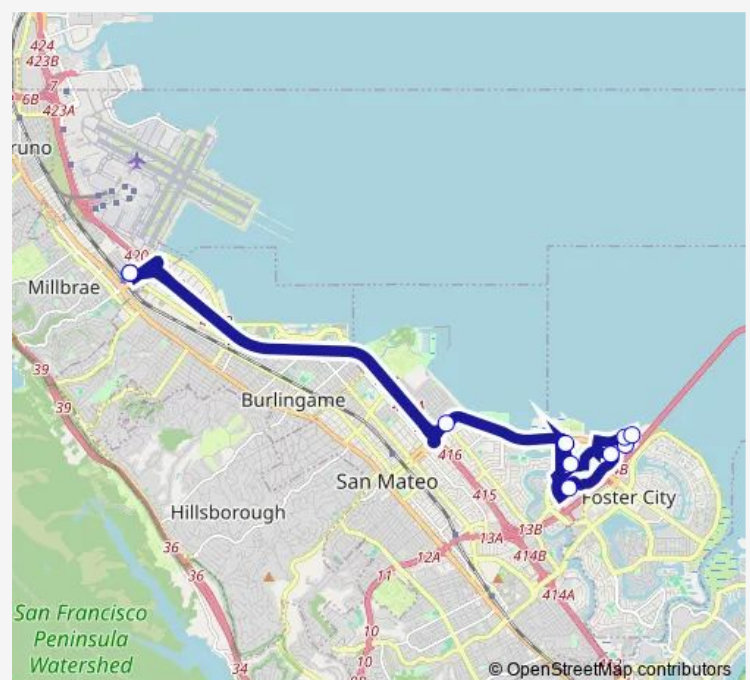 424
423B
7
6B
423A
runo
420
Millbrae
39
39
Burlingame
416
San Mateo
Foster City
415
Hillsborough
13B
13A
414B
36
12A
11
36
414A
10
San Francisco
Peninsula
Watershed
10
34
© OpenStreetMap contributors